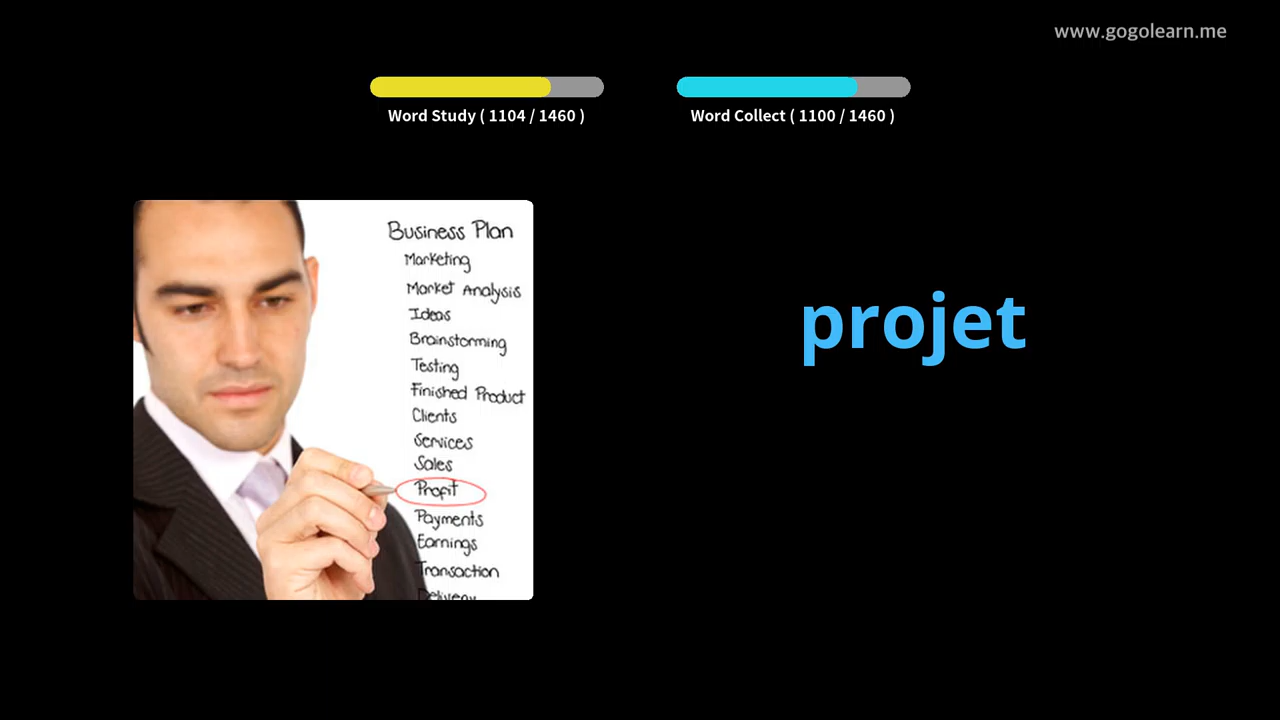 www.gogolearn.me
Word Study ( 1104 / 1460 )
Word Collect ( 1100 / 1460 )
Business Plan
Marketing
Market Analysis
Ideas
Brainstorming
Testing
Finished Product
Clients
Services
Sales
Profit
Payments
Earnings
Transaction
Delivery
projet